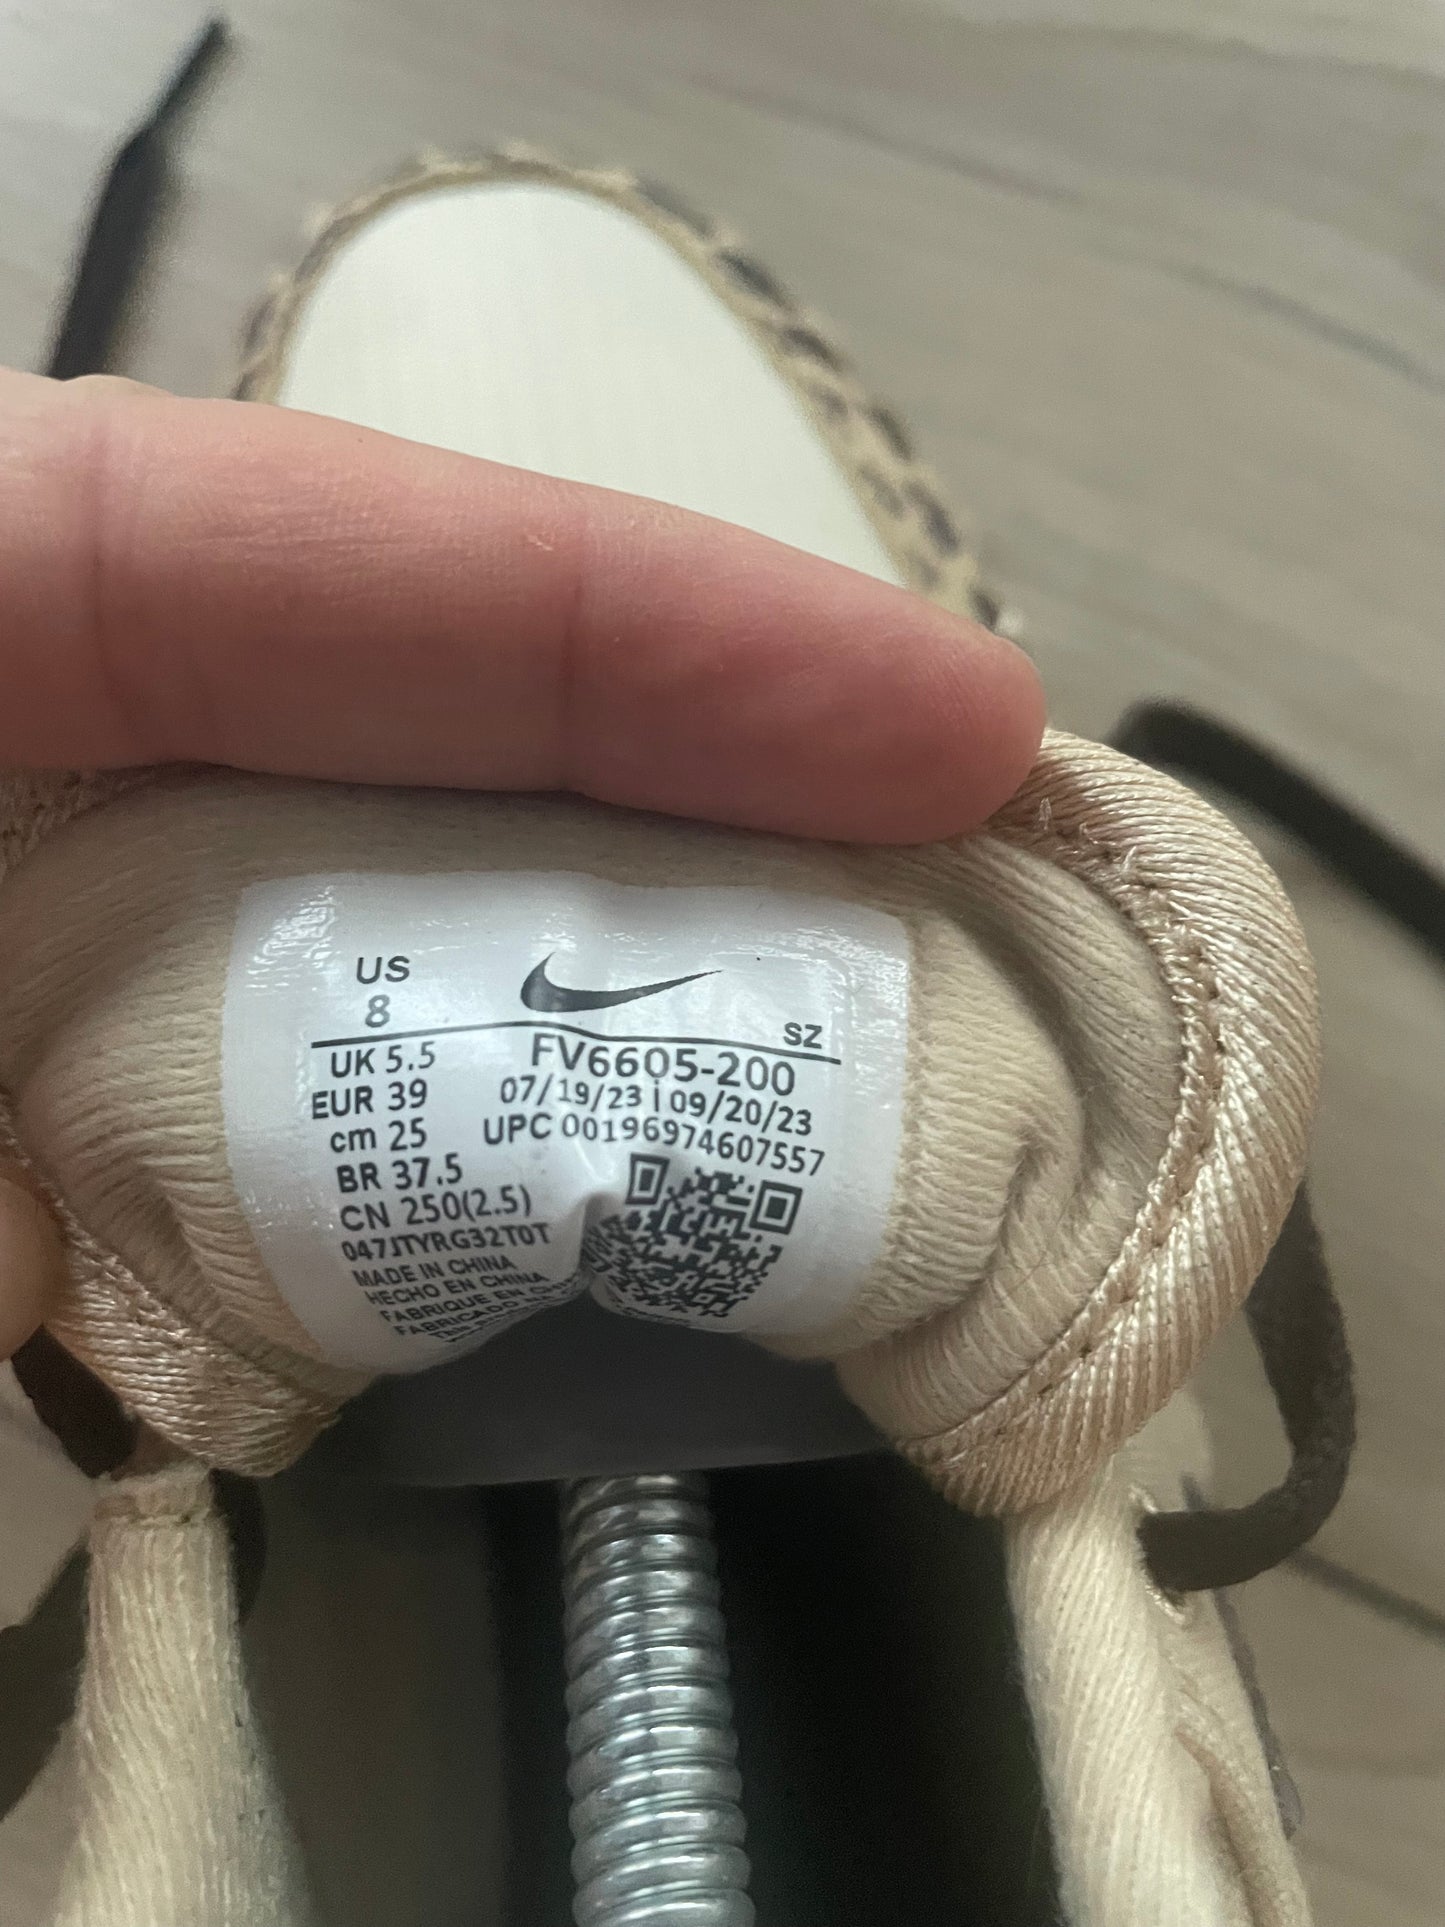 US
8
SZ
UK 5.5
FV6605-200
EUR 39
07/19/23 | 09/20/23
cm 25
UPC 00196974607557
BR 37.5
CN 250(2.5)
047JTYRG32T0T
MADE IN CHINA
HECHO EN CHINA
FABRIQUE EN
FABRICADO